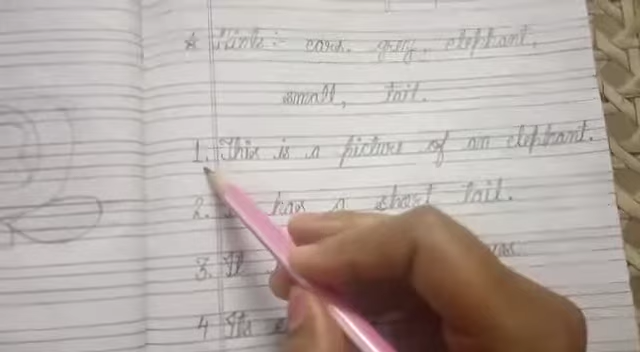 * Hints:- ears, grey, elephant,
small, tail.
1. This is a picture of an elephant.
2. has a short tail.
3. It
4. Its